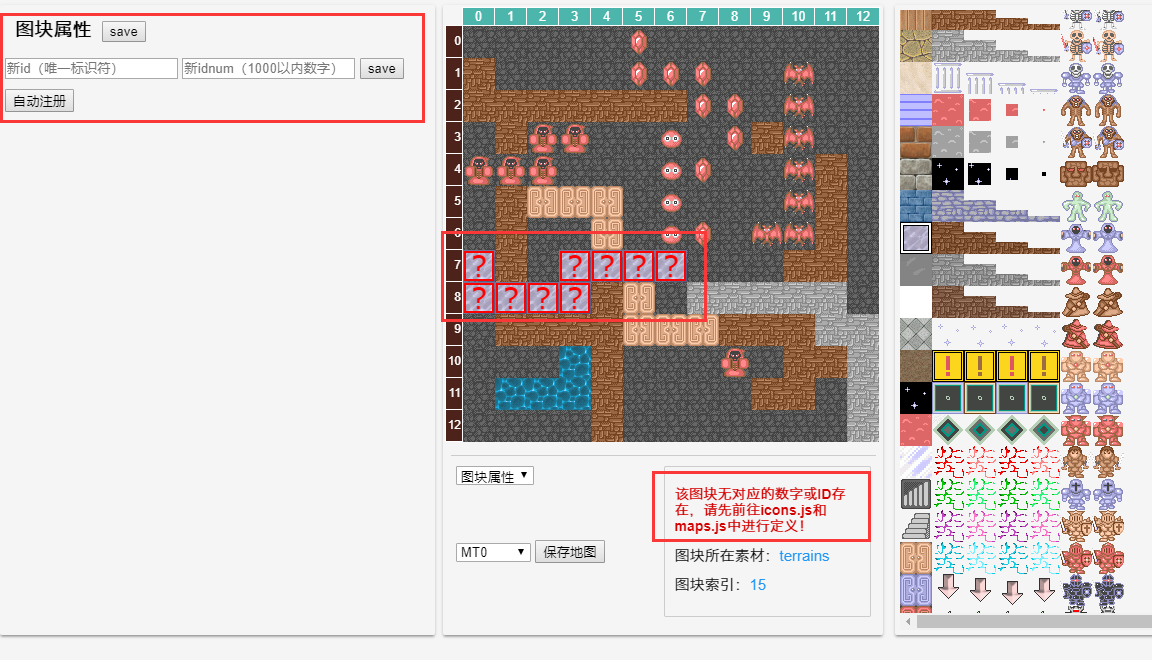 图块属性 save
新id（唯一标识符） 新idnum（1000以内数字） save
自动注册
0 1 2 3 4 5 6 7 8 9 10 11 12
0
1
2
3
4
5
6
7
? ? ? ? ?
8
? ? ? ?
9
10
11
12
图块属性
该图块无对应的数字或ID存
在，请先前往icons.js和
maps.js中进行定义！
MT0 保存地图
图块所在素材：terrains
图块索引：15
! ! ! !